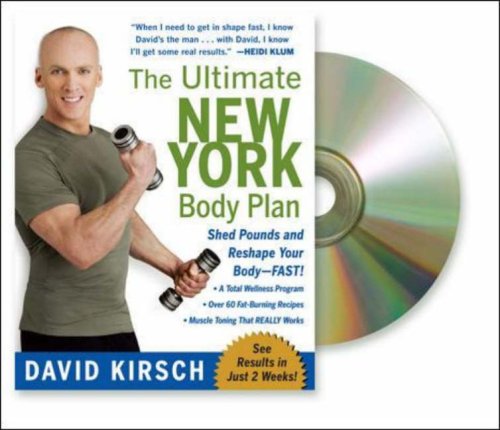 "When I need to get in shape fast, I know
David's the man . . . with David, I know
I'll get some real results." —HEIDI KLUM
The Ultimate
NEW
YORK
Body Plan
Shed Pounds and
Reshape Your
Body—FAST!
• A Total Wellness Program
• Over 60 Fat-Burning Recipes
• Muscle Toning That REALLY Works
DAVID KIRSCH
See
Results in
Just 2 Weeks!